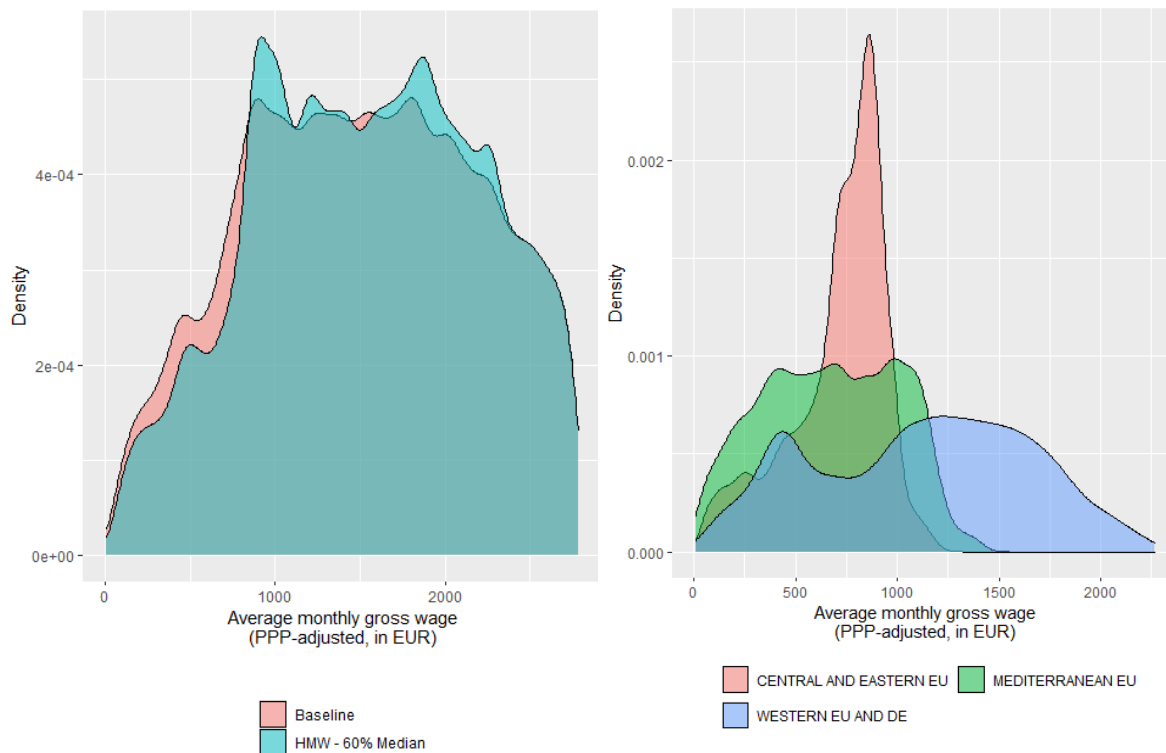 Density
4e-04
2e-04
0e+00
0
1000
2000
Average monthly gross wage
(PPP-adjusted, in EUR)
Baseline
HMW - 60% Median
Density
0.002
0.001
0.000
0
500
1000
1500
2000
Average monthly gross wage
(PPP-adjusted, in EUR)
CENTRAL AND EASTERN EU
MEDITERRANEAN EU
WESTERN EU AND DE